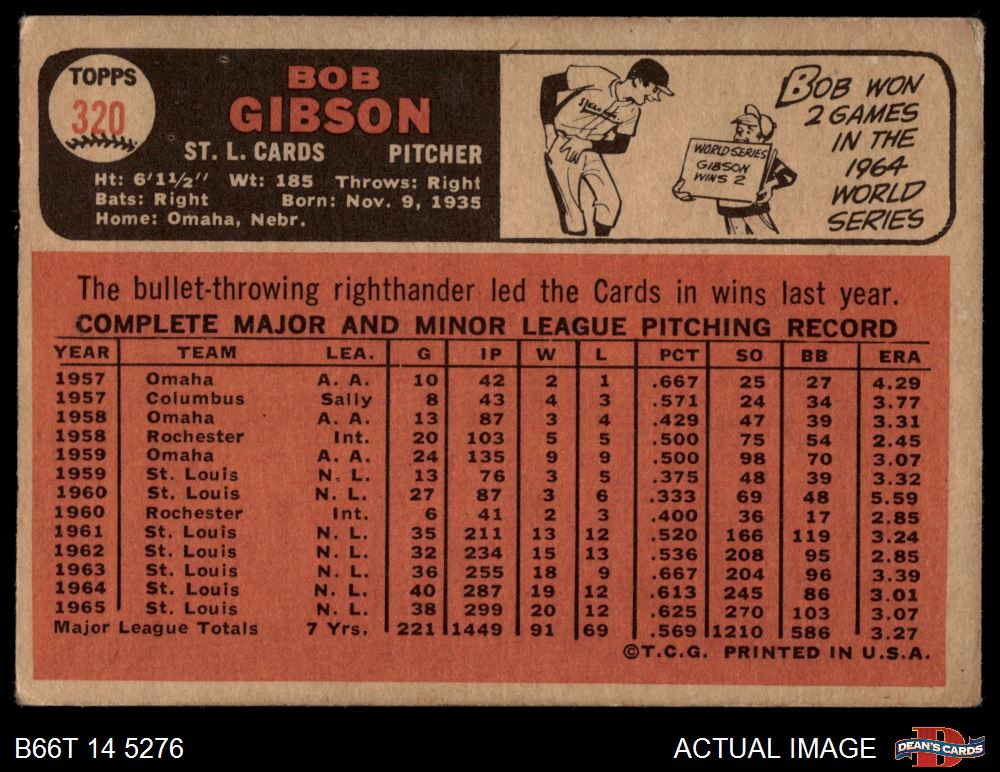 TOPPS
320
BOB
GIBSON
ST. L. CARDS PITCHER
Ht: 6'1 1/2" Wt: 185 Throws: Right
Bats: Right Born: Nov. 9, 1935
Home: Omaha, Nebr.
St. Louis
WORLD SERIES
GIBSON
WINS 2
BOB WON
2 GAMES
IN THE
1964
WORLD
SERIES
The bullet-throwing righthander led the Cards in wins last year.
COMPLETE MAJOR AND MINOR LEAGUE PITCHING RECORD
YEAR TEAM LEA. G IP W L PCT SO BB ERA
1957 Omaha A. A. 10 42 2 1 .667 25 27 4.29
1957 Columbus Sally 8 43 4 3 .571 24 34 3.77
1958 Omaha A. A. 13 87 3 4 .429 47 39 3.31
1958 Rochester Int. 20 103 5 5 .500 75 54 2.45
1959 Omaha A. A. 24 135 9 9 .500 98 70 3.07
1959 St. Louis N. L. 13 76 3 5 .375 48 39 3.32
1960 St. Louis N. L. 27 87 3 6 .333 69 48 5.59
1960 Rochester Int. 6 41 2 3 .400 36 17 2.85
1961 St. Louis N. L. 35 211 13 12 .520 166 119 3.24
1962 St. Louis N. L. 32 234 15 13 .536 208 95 2.85
1963 St. Louis N. L. 36 255 18 9 .667 204 96 3.39
1964 St. Louis N. L. 40 287 19 12 .613 245 86 3.01
1965 St. Louis N. L. 38 299 20 12 .625 270 103 3.07
Major League Totals 7 Yrs. 221 1449 91 69 .569 1210 586 3.27
©T.C.G. PRINTED IN U.S.A.
B66T 14 5276
ACTUAL IMAGE
DEAN'S CARDS